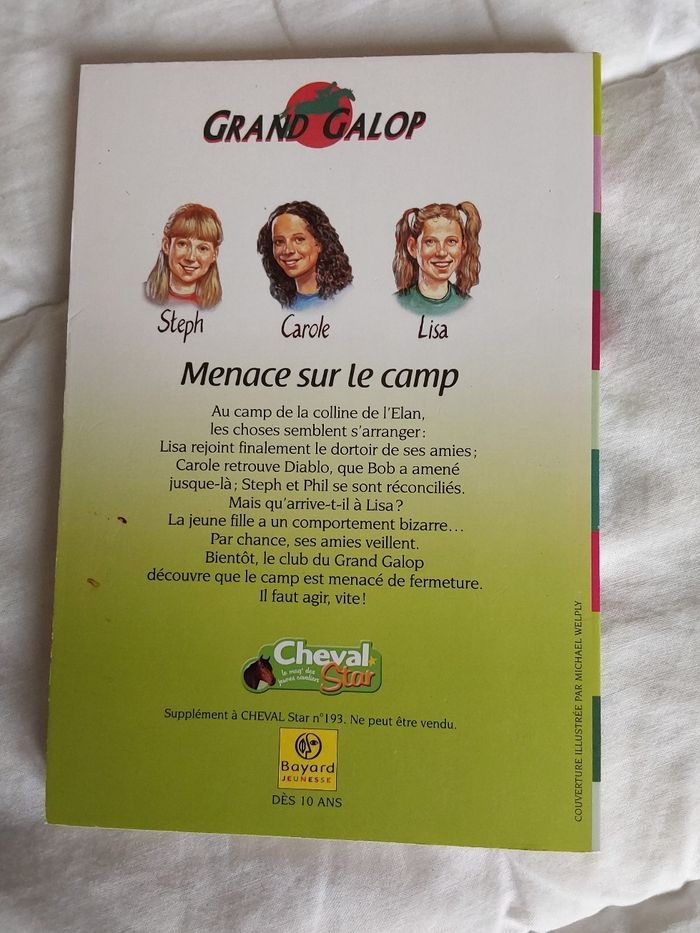 GRAND GALOP
Steph
Carole
Lisa
Menace sur le camp
Au camp de la colline de l'Elan,
les choses semblent s'arranger :
Lisa rejoint finalement le dortoir de ses amies ;
Carole retrouve Diablo, que Bob a amené
jusque-là ; Steph et Phil se sont réconciliés.
Mais qu'arrive-t-il à Lisa ?
La jeune fille a un comportement bizarre...
Par chance, ses amies veillent.
Bientôt, le club du Grand Galop
découvre que le camp est menacé de fermeture.
Il faut agir, vite !
Cheval
Star
le mag' des
jeunes cavaliers
Supplément à CHEVAL Star n°193. Ne peut être vendu.
Bayard
JEUNESSE
DÈS 10 ANS
COUVERTURE ILLUSTRÉE PAR MICHAEL WELPLY